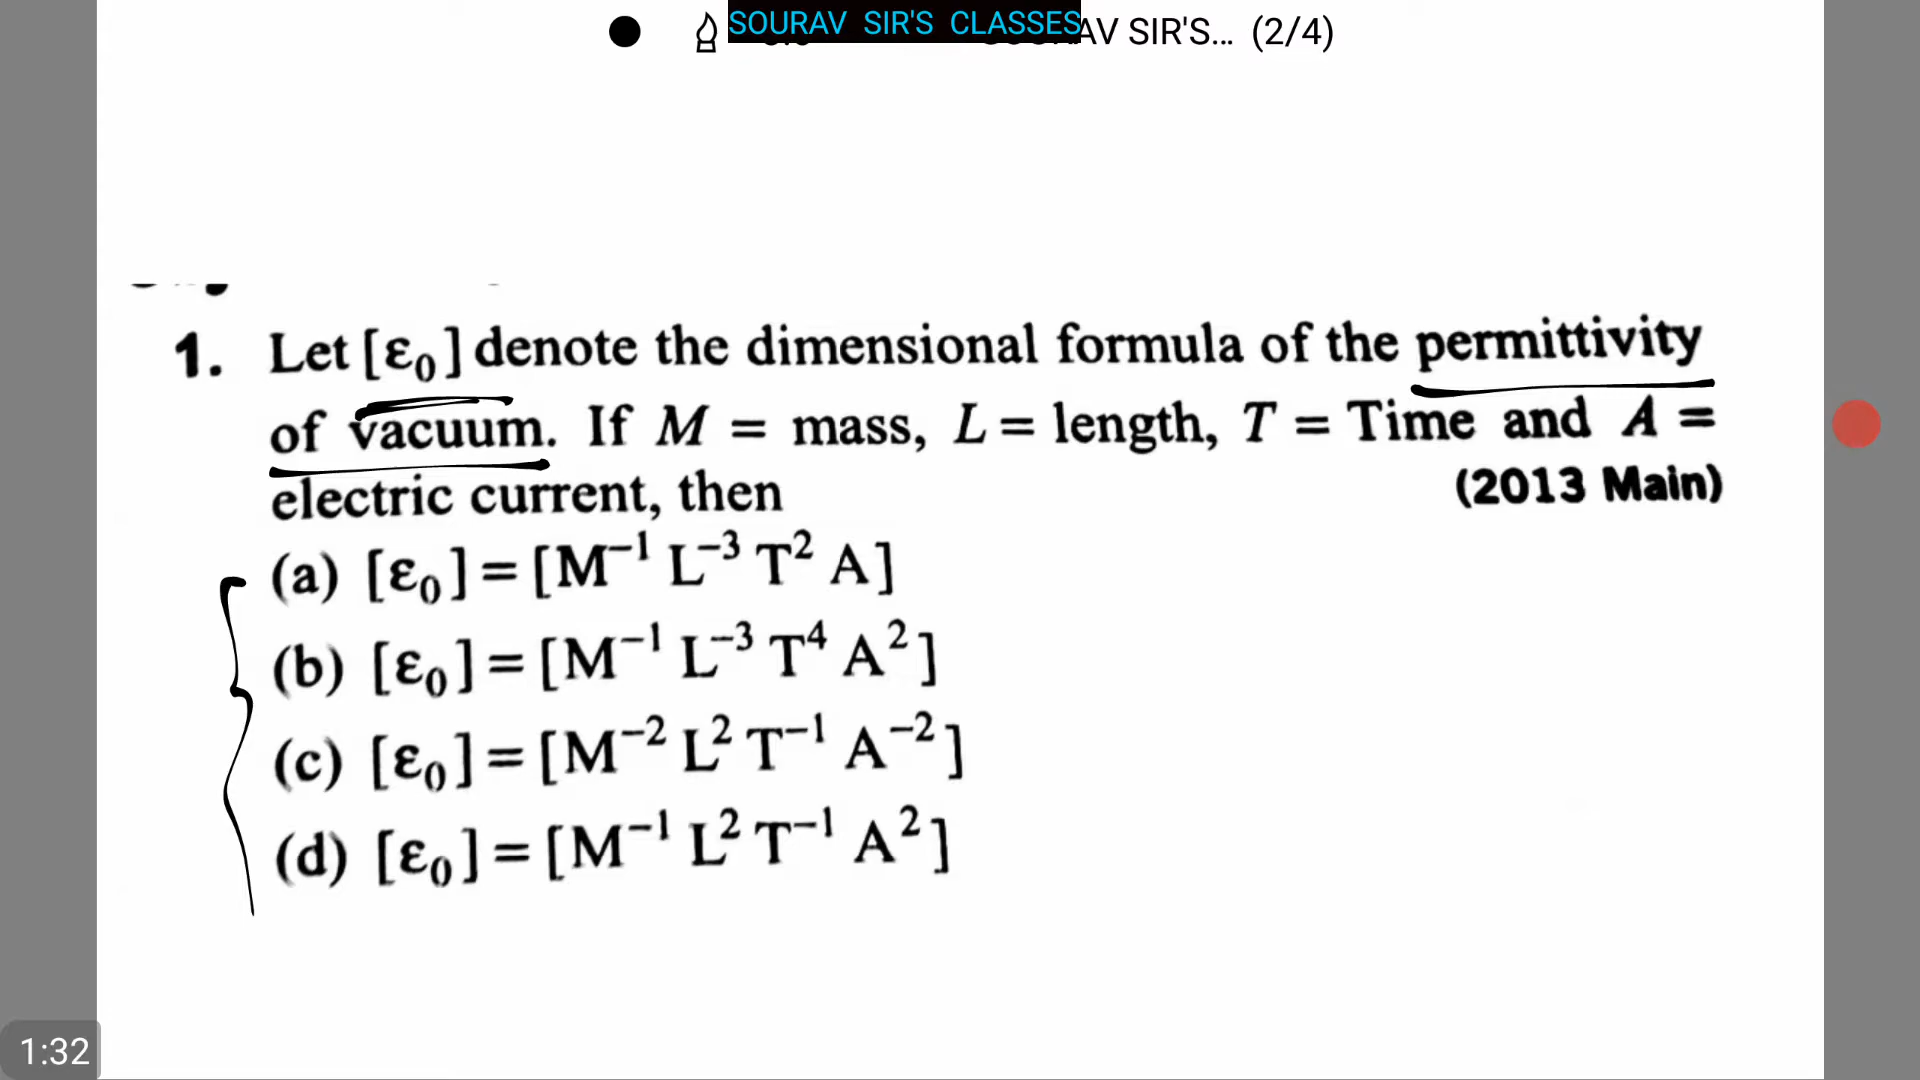 SOURAV SIR'S CLASSES
AV SIR'S... (2/4)
1. Let [ε₀] denote the dimensional formula of the permittivity
of vacuum. If M = mass, L = length, T = Time and A =
electric current, then (2013 Main)
(a) [ε₀] = [M⁻¹ L⁻³ T² A]
(b) [ε₀] = [M⁻¹ L⁻³ T⁴ A²]
(c) [ε₀] = [M⁻² L² T⁻¹ A⁻²]
(d) [ε₀] = [M⁻¹ L² T⁻¹ A²]
1:32